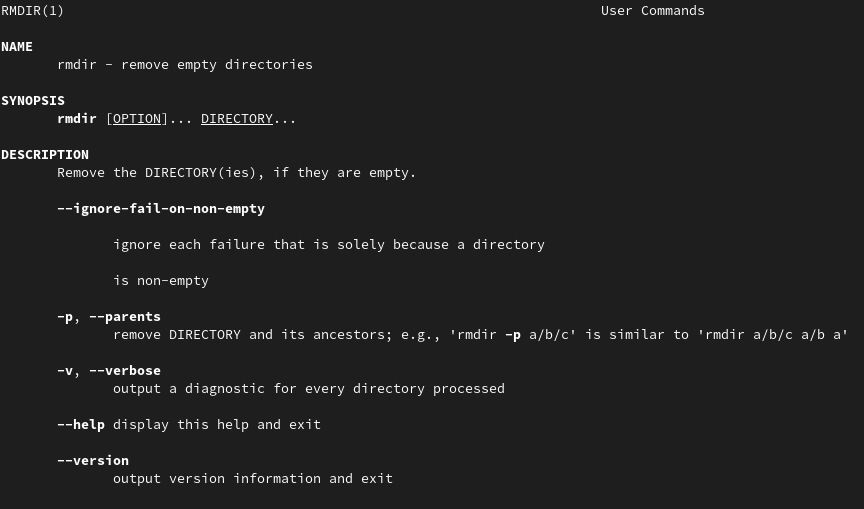 RMDIR(1) User Commands
NAME
rmdir - remove empty directories
SYNOPSIS
rmdir [OPTION]... DIRECTORY...
DESCRIPTION
Remove the DIRECTORY(ies), if they are empty.
--ignore-fail-on-non-empty
ignore each failure that is solely because a directory
is non-empty
-p, --parents
remove DIRECTORY and its ancestors; e.g., 'rmdir -p a/b/c' is similar to 'rmdir a/b/c a/b a'
-v, --verbose
output a diagnostic for every directory processed
--help display this help and exit
--version
output version information and exit